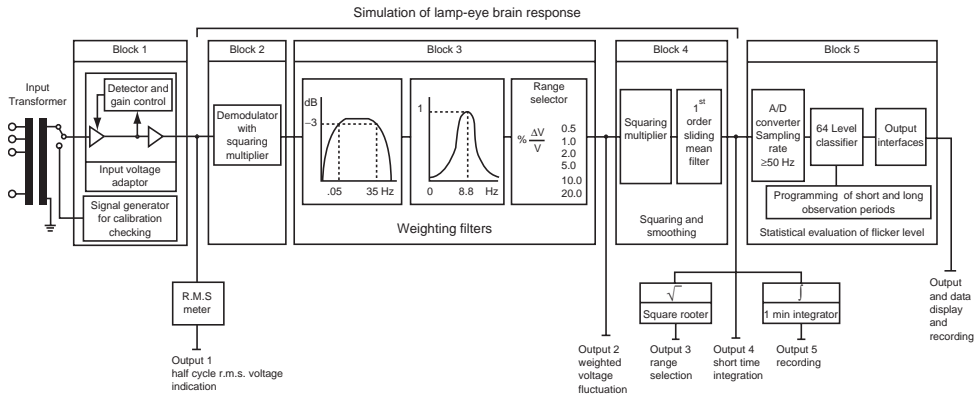 Simulation of lamp-eye brain response
Input
Transformer
Block 1
Detector and
gain control
Input voltage
adaptor
Signal generator
for calibration
checking
Block 2
Demodulator
with
squaring
multiplier
Block 3
dB
−3
.05
35 Hz
1
0
8.8
Hz
Range
selector
% ΔV
V
0.5
1.0
2.0
5.0
10.0
20.0
Weighting filters
Block 4
Squaring
multiplier
1st
order
sliding
mean
filter
Squaring and
smoothing
Block 5
A/D
converter
Sampling
rate
≥50 Hz
64 Level
classifier
Output
interfaces
Programming of short and long
observation periods
Statistical evaluation of flicker level
R.M.S
meter
Output 1
half cycle r.m.s. voltage
indication
Output 2
weighted
voltage
fluctuation
√
Square rooter
Output 3
range
selection
Output 4
short time
integration
∫
1 min integrator
Output 5
recording
Output
and data
display
and
recording